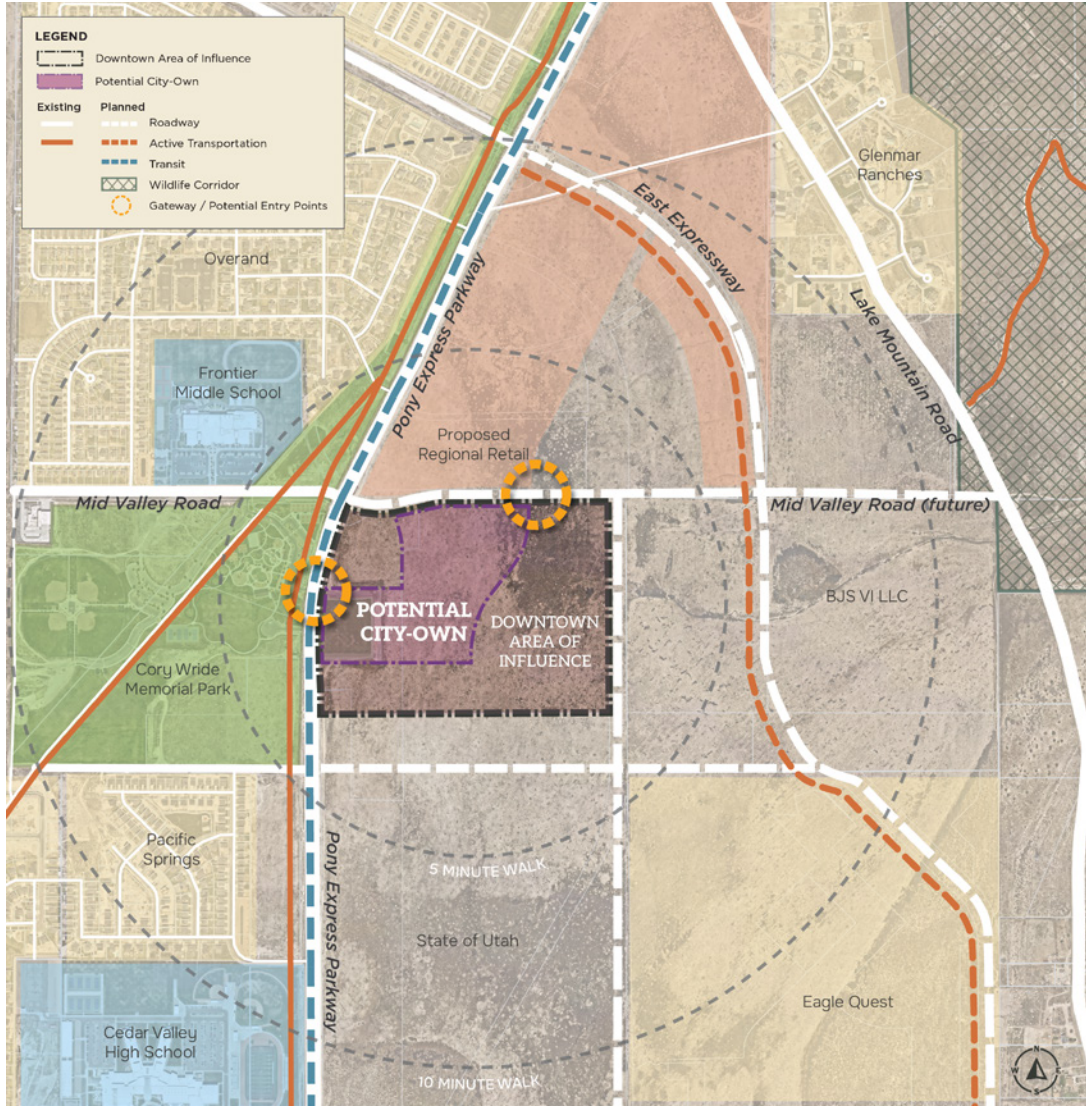 LEGEND
Downtown Area of Influence
Potential City-Own
Existing
Planned
Roadway
Active Transportation
Transit
Wildlife Corridor
Gateway / Potential Entry Points
Glenmar
Ranches
Overand
East Expressway
Pony Express Parkway
Lake Mountain Road
Frontier
Middle School
Proposed
Regional Retail
Mid Valley Road
Mid Valley Road (future)
POTENTIAL
CITY-OWN
DOWNTOWN
AREA OF
INFLUENCE
BJS VI LLC
Cory Wride
Memorial Park
Pacific
Springs
Pony Express Parkway
5 MINUTE WALK
State of Utah
Eagle Quest
Cedar Valley
High School
10 MINUTE WALK
N
W
E
S